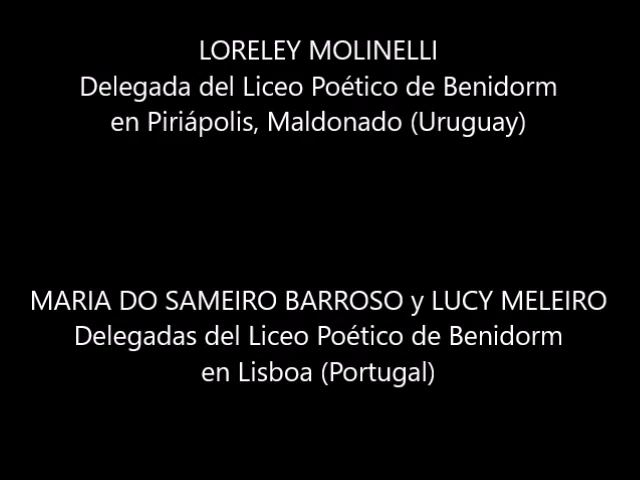 LORELEY MOLINELLI
Delegada del Liceo Poético de Benidorm
en Piriápolis, Maldonado (Uruguay)
MARIA DO SAMEIRO BARROSO y LUCY MELEIRO
Delegadas del Liceo Poético de Benidorm
en Lisboa (Portugal)